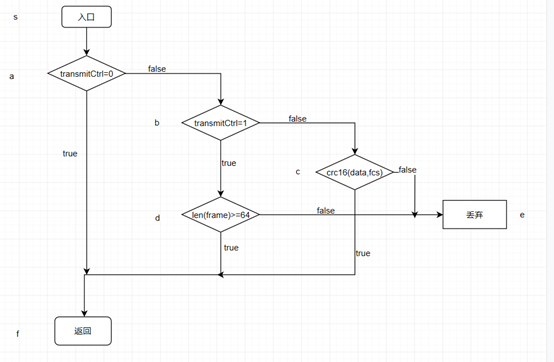 s
入口
a
transmitCtrl=0
false
b
transmitCtrl=1
false
true
true
c
crc16(data,fcs)
false
d
len(frame)>=64
false
丢弃
e
true
true
f
返回